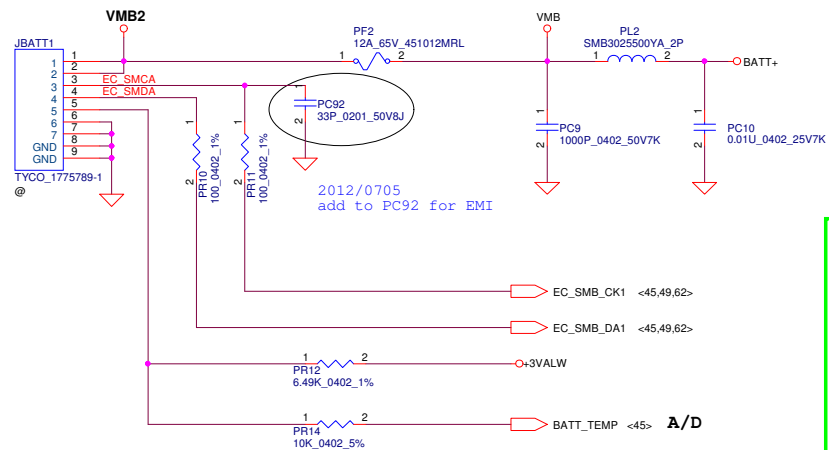 VMB2
JBATT1
PF2
12A_65V_451012MRL
VMB
PL2
SMB3025500YA_2P
1 2
1 2
BATT+
1 1
2 2
3 3 EC_SMCA
4 4 EC_SMDA
5 5
6 6
7 7
GND 8
GND 9
TYCO_1775789-1
@
1
2
PC92
33P_0201_50V8J
1
2
PC9
1000P_0402_50V7K
1
2
PC10
0.01U_0402_25V7K
1
2
PR10
100_0402_1%
1
2
PR11
100_0402_1%
2012/0705
add to PC92 for EMI
EC_SMB_CK1 <45,49,62>
EC_SMB_DA1 <45,49,62>
1 2
PR12
6.49K_0402_1%
+3VALW
1 2
PR14
10K_0402_5%
BATT_TEMP <45> A/D